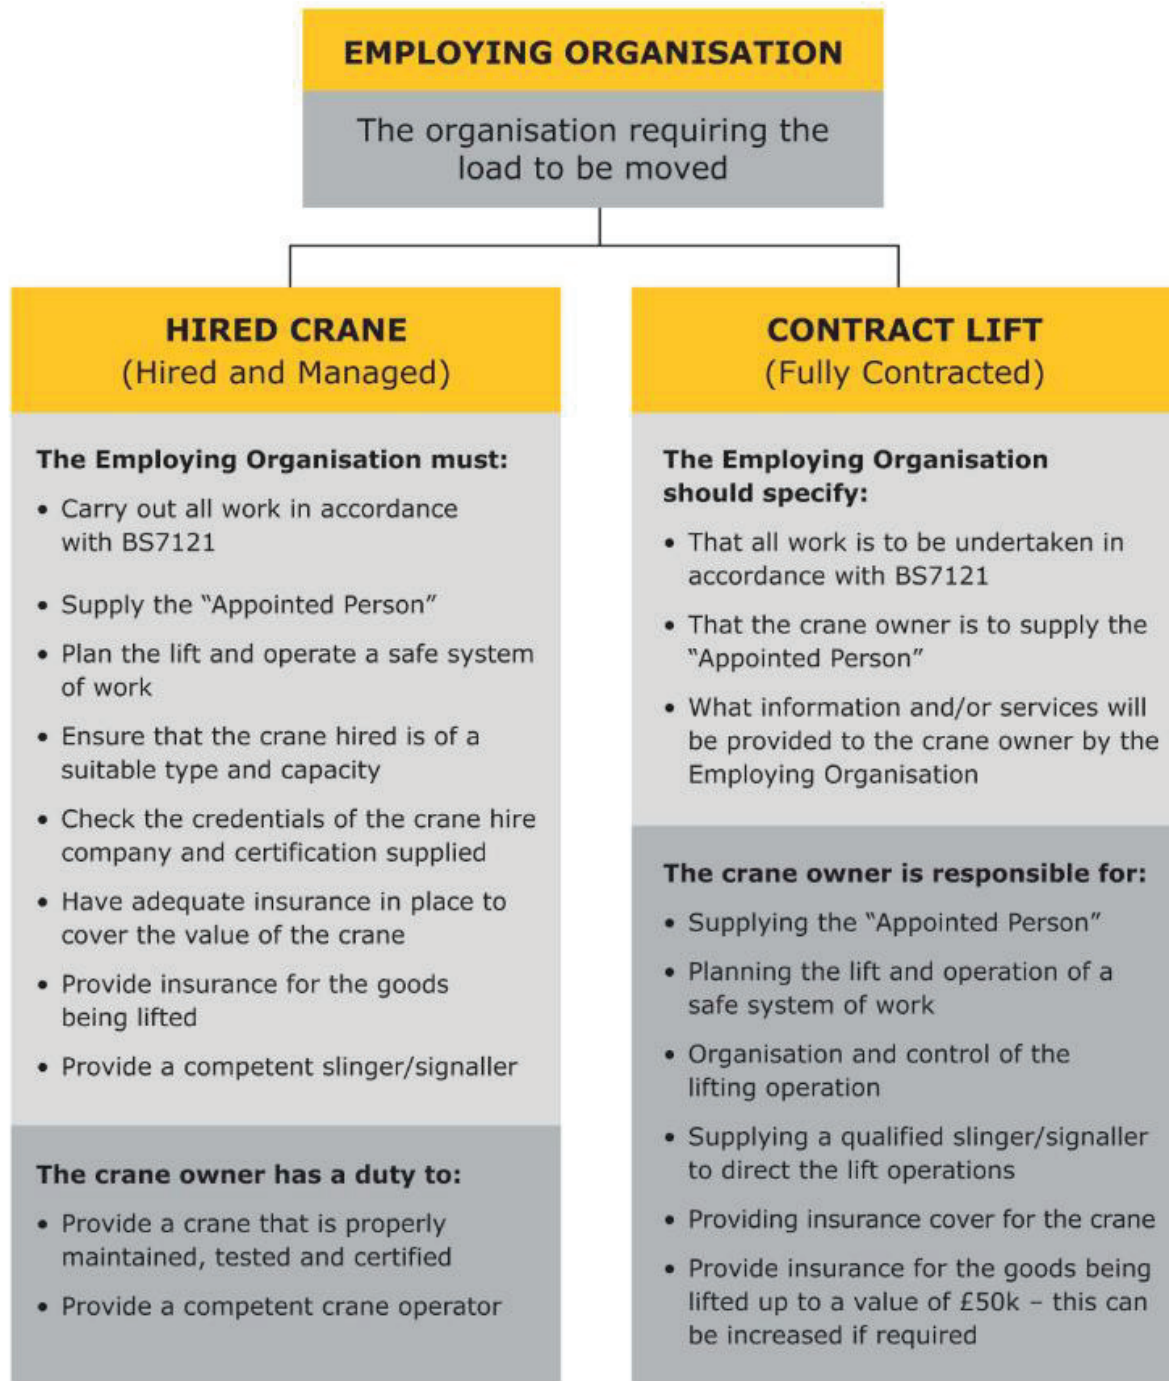 EMPLOYING ORGANISATION
The organisation requiring the
load to be moved
HIRED CRANE
(Hired and Managed)
The Employing Organisation must:
• Carry out all work in accordance
with BS7121
• Supply the “Appointed Person”
• Plan the lift and operate a safe system
of work
• Ensure that the crane hired is of a
suitable type and capacity
• Check the credentials of the crane hire
company and certification supplied
• Have adequate insurance in place to
cover the value of the crane
• Provide insurance for the goods
being lifted
• Provide a competent slinger/signaller
The crane owner has a duty to:
• Provide a crane that is properly
maintained, tested and certified
• Provide a competent crane operator
CONTRACT LIFT
(Fully Contracted)
The Employing Organisation
should specify:
• That all work is to be undertaken in
accordance with BS7121
• That the crane owner is to supply the
“Appointed Person”
• What information and/or services will
be provided to the crane owner by the
Employing Organisation
The crane owner is responsible for:
• Supplying the “Appointed Person”
• Planning the lift and operation of a
safe system of work
• Organisation and control of the
lifting operation
• Supplying a qualified slinger/signaller
to direct the lift operations
• Providing insurance cover for the crane
• Provide insurance for the goods being
lifted up to a value of £50k – this can
be increased if required